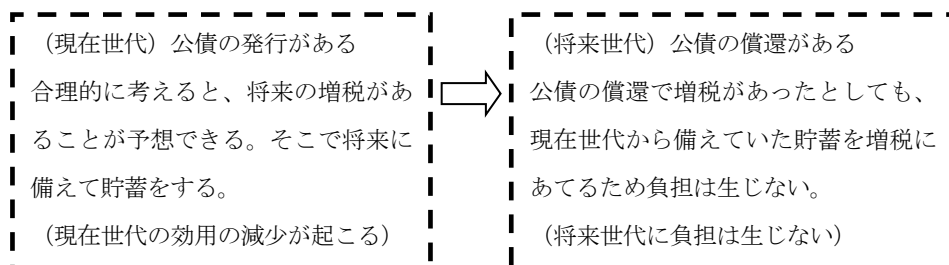 （現在世代）公債の発行がある
合理的に考えると、将来の増税があ
ることが予想できる。そこで将来に
備えて貯蓄をする。
（現在世代の効用の減少が起こる）
（将来世代）公債の償還がある
公債の償還で増税があったとしても、
現在世代から備えていた貯蓄を増税に
あてるため負担は生じない。
（将来世代に負担は生じない）